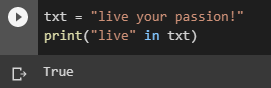 txt = "live your passion!"
print("live" in txt)
True